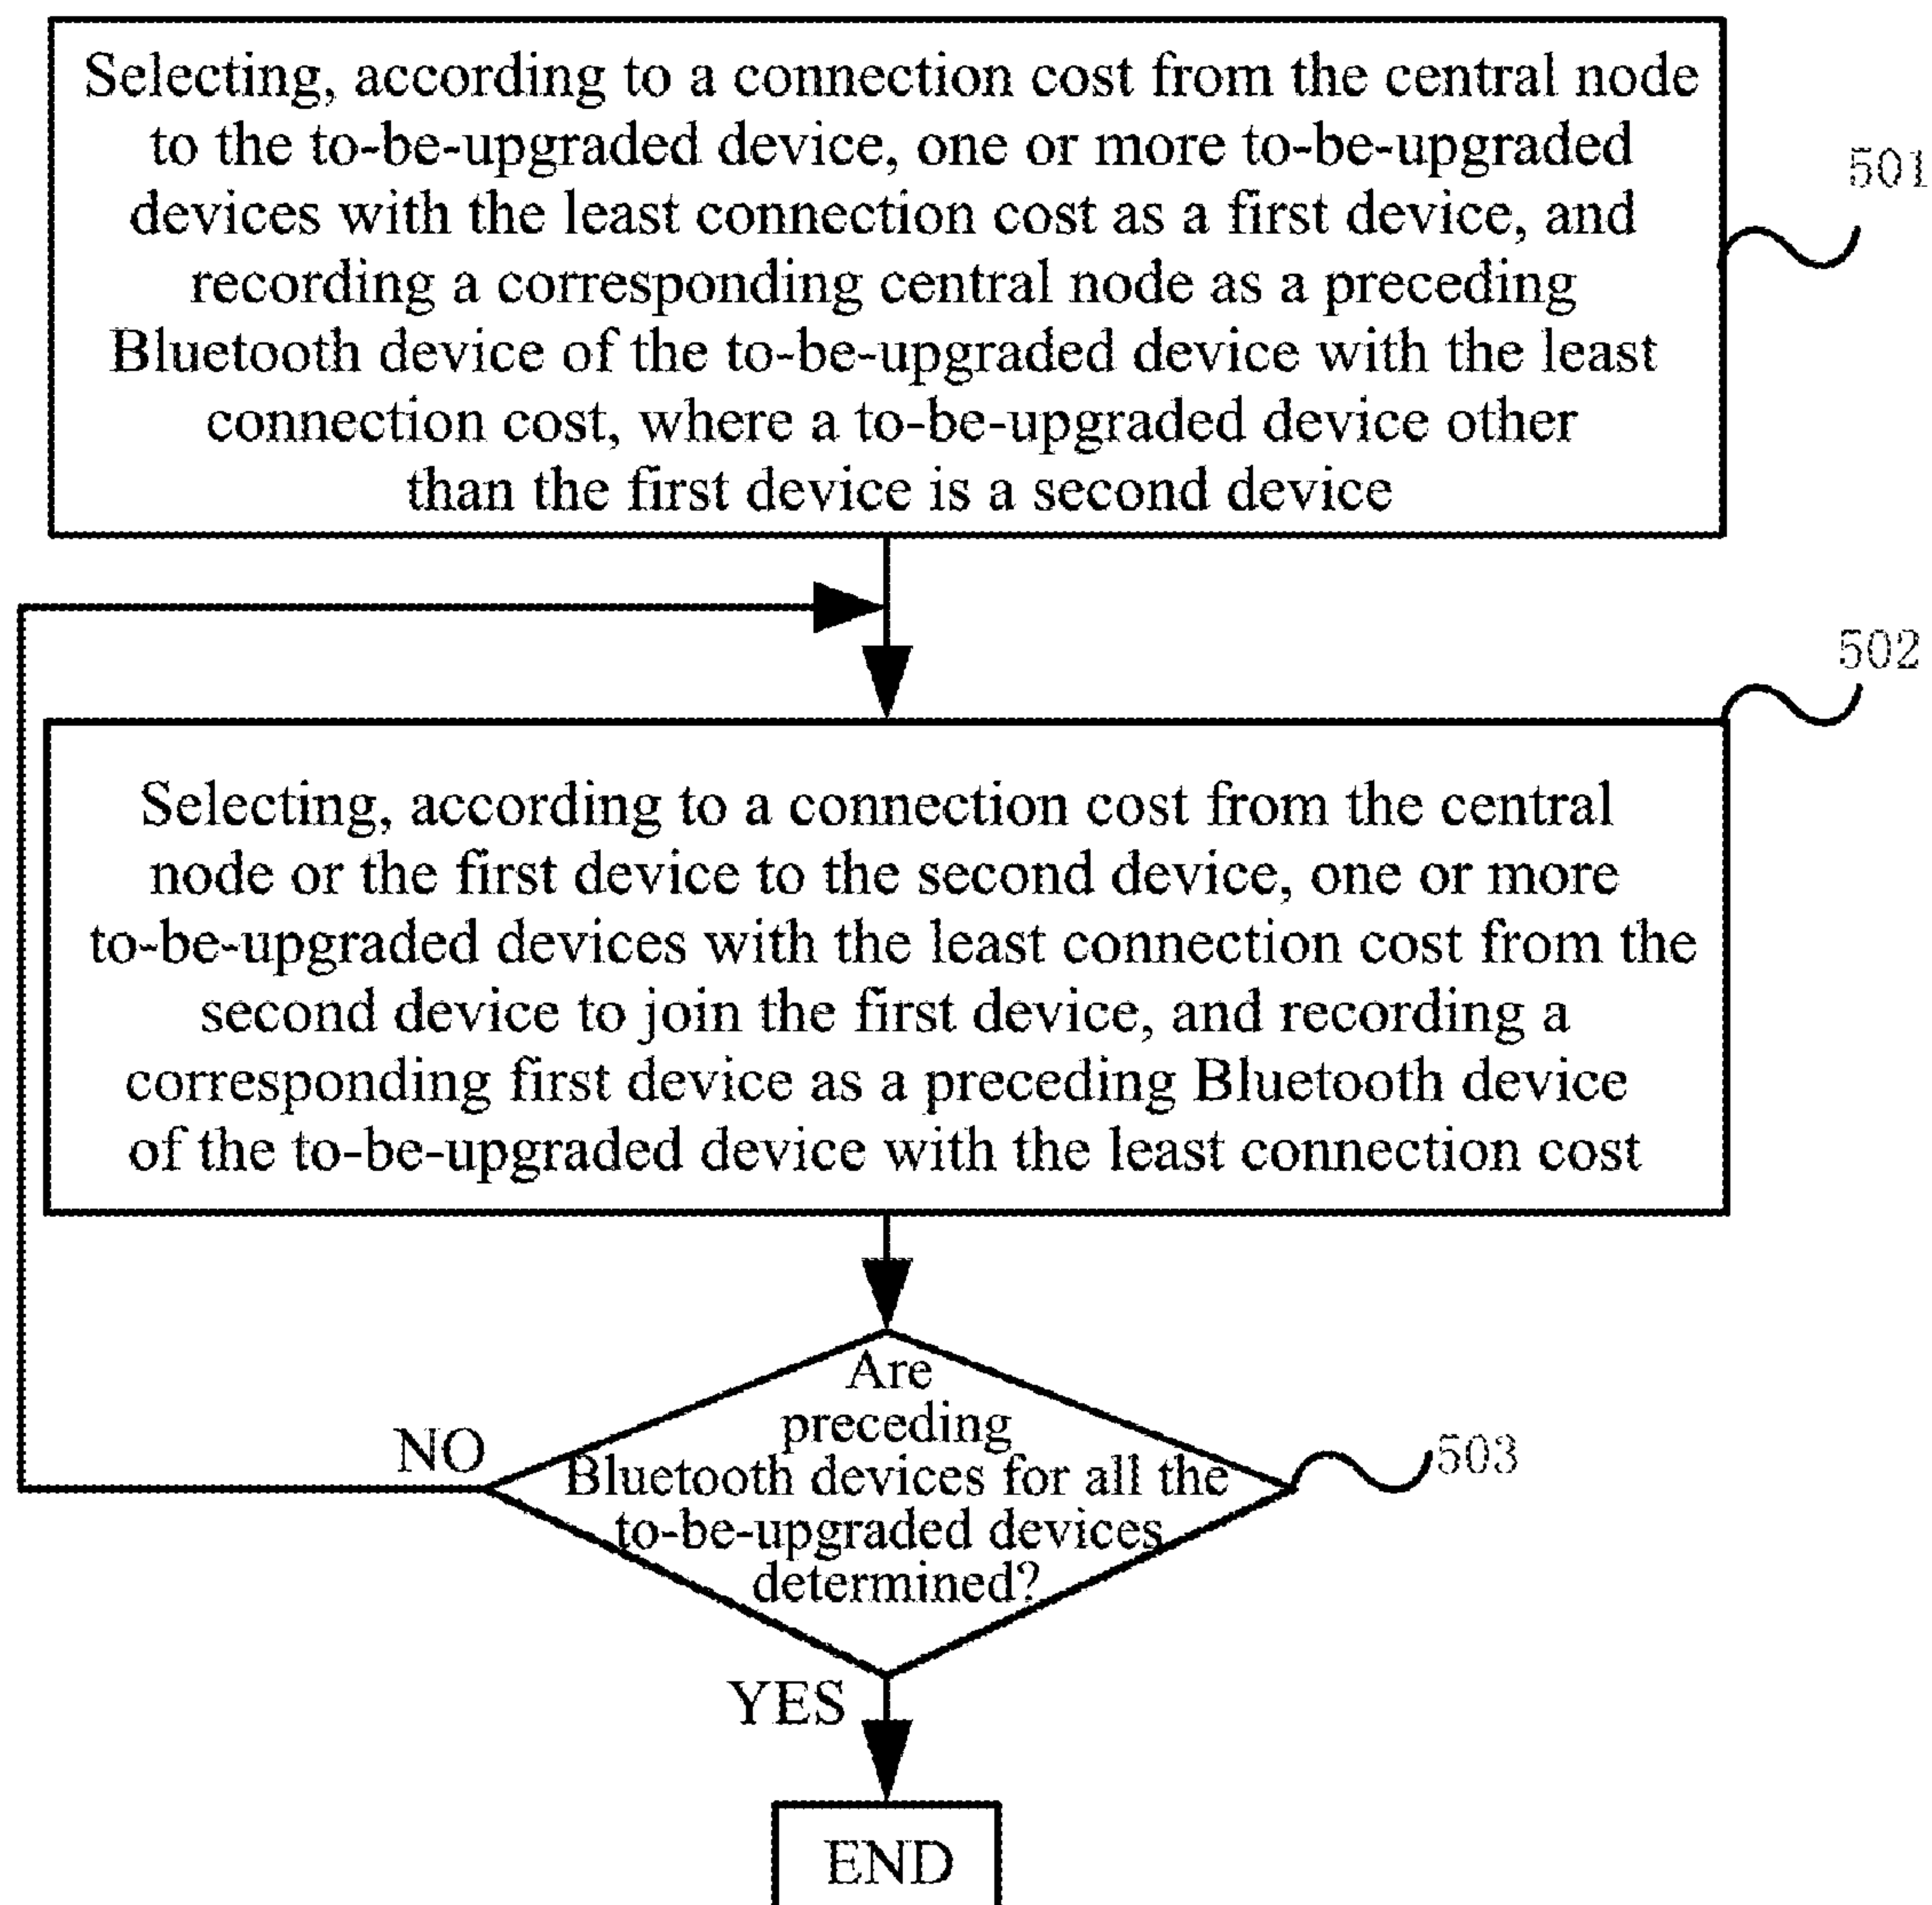 Selecting, according to a connection cost from the central node
to the to-be-upgraded device, one or more to-be-upgraded
devices with the least connection cost as a first device, and
recording a corresponding central node as a preceding
Bluetooth device of the to-be-upgraded device with the least
connection cost, where a to-be-upgraded device other
than the first device is a second device
501
502
Selecting, according to a connection cost from the central
node or the first device to the second device, one or more
to-be-upgraded devices with the least connection cost from the
second device to join the first device, and recording a
corresponding first device as a preceding Bluetooth device
of the to-be-upgraded device with the least connection cost
Are
preceding
Bluetooth devices for all the
to-be-upgraded devices
determined?
NO
503
YES
END